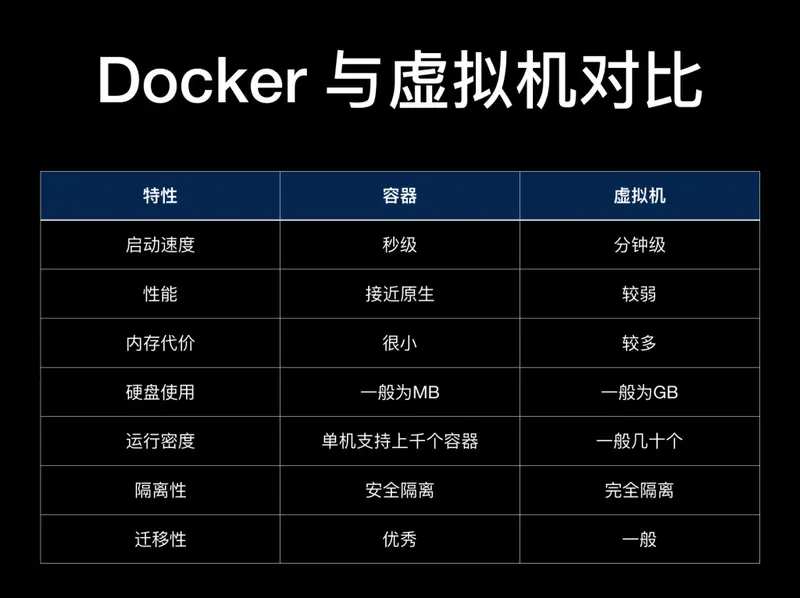 Docker 与虚拟机对比
特性 容器 虚拟机
启动速度 秒级 分钟级
性能 接近原生 较弱
内存代价 很小 较多
硬盘使用 一般为MB 一般为GB
运行密度 单机支持上千个容器 一般几十个
隔离性 安全隔离 完全隔离
迁移性 优秀 一般